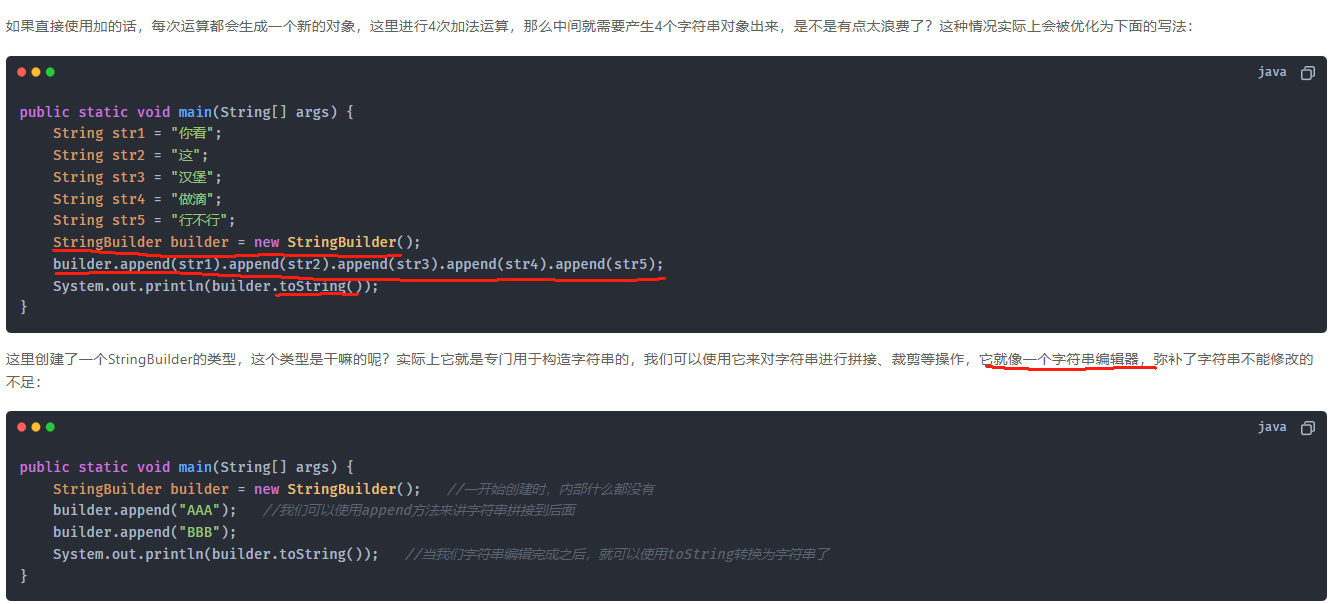 如果直接使用加的话，每次运算都会生成一个新的对象，这里进行4次加法运算，那么中间就需要产生4个字符串对象出来，是不是有点太浪费了？这种情况实际上会被优化为下面的写法：
java
public static void main(String[] args) {
    String str1 = "你看";
    String str2 = "这";
    String str3 = "汉堡";
    String str4 = "做滴";
    String str5 = "行不行";
    StringBuilder builder = new StringBuilder();
    builder.append(str1).append(str2).append(str3).append(str4).append(str5);
    System.out.println(builder.toString());
}
这里创建了一个StringBuilder的类型，这个类型是干嘛的呢？实际上它就是专门用于构造字符串的，我们可以使用它来对字符串进行拼接、裁剪等操作，它就像一个字符串编辑器，弥补了字符串不能修改的
不足：
java
public static void main(String[] args) {
    StringBuilder builder = new StringBuilder();   //一开始创建时，内部什么都没有
    builder.append("AAA");   //我们可以使用append方法来讲字符串拼接到后面
    builder.append("BBB");
    System.out.println(builder.toString());   //当我们字符串编辑完成之后，就可以使用toString转换为字符串了
}